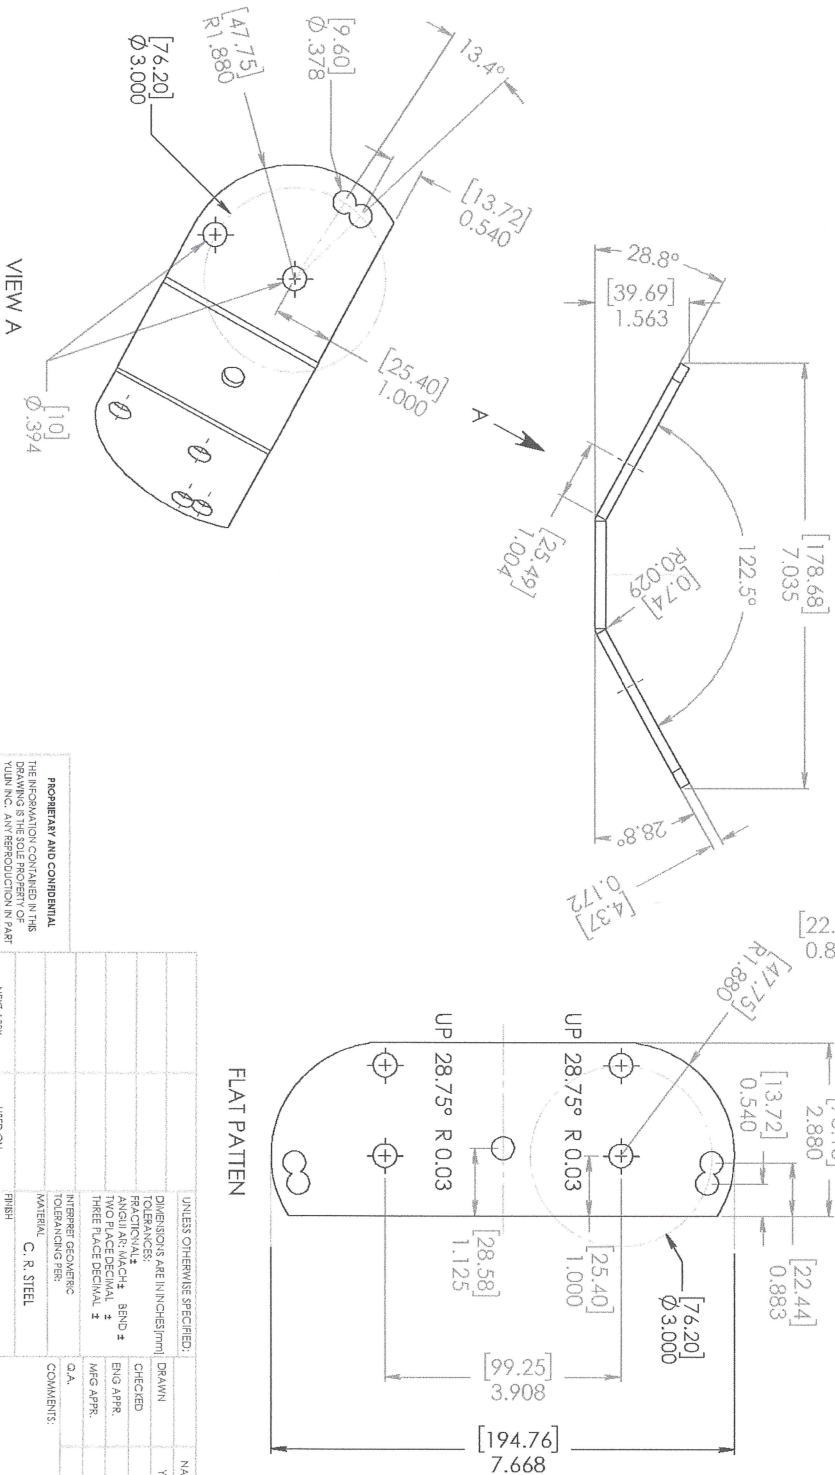 [9.60]
Ø.378
13.4°
[47.75]
R1.880
[76.20]
Ø3.000
[13.72]
0.540
[25.40]
1.000
[10]
Ø.394
VIEW A
A
28.8°
[39.69]
1.563
[178.68]
7.035
122.5°
[0.74]
R0.029
[25.49]
1.004
28.8°
[4.37]
0.172
[22.
0.8
[47.75]
R1.880
2.880
[13.72]
0.540
[22.44]
0.883
UP 28.75° R 0.03
UP 28.75° R 0.03
[28.58]
1.125
[25.40]
1.000
[76.20]
Ø3.000
[99.25]
3.908
[194.76]
7.668
FLAT PATTEN
PROPRIETARY AND CONFIDENTIAL
THE INFORMATION CONTAINED IN THIS
DRAWING IS THE SOLE PROPERTY OF
YULIN INC. ANY REPRODUCTION IN PART
NEXT ASSY
USED ON
UNLESS OTHERWISE SPECIFIED:
DIMENSIONS ARE IN INCHES[mm]
TOLERANCES:
FRACTIONAL ±
ANGULAR: MACH ± BEND ±
TWO PLACE DECIMAL ±
THREE PLACE DECIMAL ±
INTERPRET GEOMETRIC
TOLERANCING PER:
MATERIAL
C. R. STEEL
FINISH
NA
DRAWN
Y
CHECKED
ENG APPR.
MFG APPR.
Q.A.
COMMENTS: